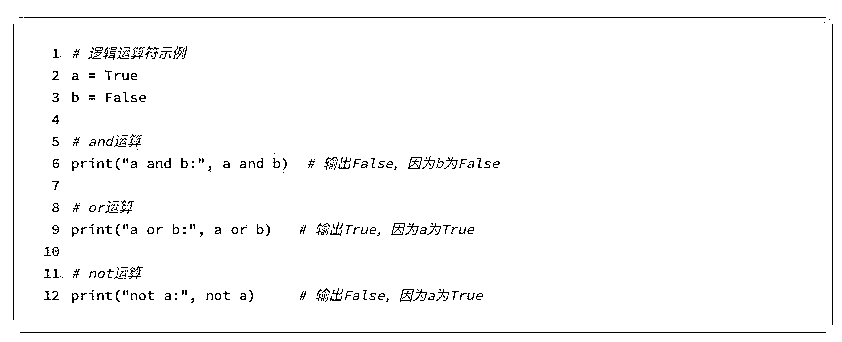 1 # 逻辑运算符示例
2 a = True
3 b = False
4
5 # and运算
6 print("a and b:", a and b)  # 输出False, 因为b为False
7
8 # or运算
9 print("a or b:", a or b)   # 输出True, 因为a为True
10
11 # not运算
12 print("not a:", not a)     # 输出False, 因为a为True